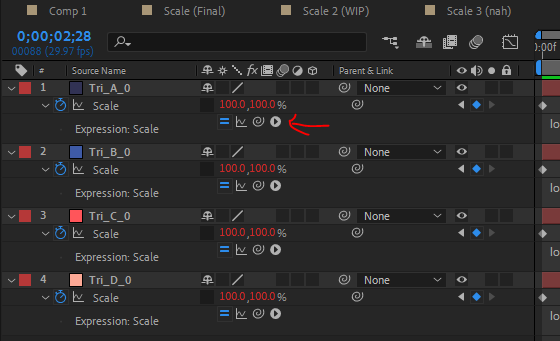 Comp 1
Scale (Final)
Scale 2 (WIP)
Scale 3 (nah)
0;00;02;28
00088 (29.97 fps)
:00f
# Source Name Parent & Link
1 Tri_A_0 None
Scale 100.0,100.0%
Expression: Scale lo
2 Tri_B_0 None
Scale 100.0,100.0%
Expression: Scale lo
3 Tri_C_0 None
Scale 100.0,100.0%
Expression: Scale lo
4 Tri_D_0 None
Scale 100.0,100.0%
Expression: Scale lo